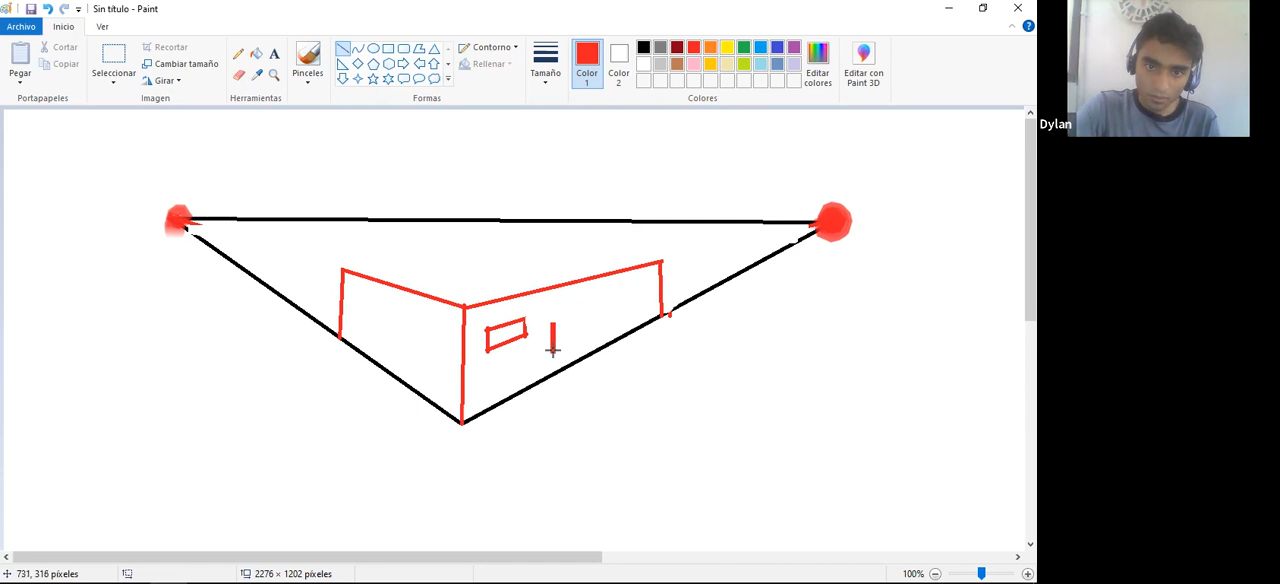 Sin título - Paint
Archivo Inicio Ver
Pegar
Cortar
Copiar
Portapapeles
Seleccionar
Recortar
Cambiar tamaño
Girar
Imagen
A
Herramientas
Pinceles
Contorno
Rellenar
Formas
Tamaño
Color 1
Color 2
Editar colores
Colores
Editar con Paint 3D
Dylan
731, 316 píxeles
2276 × 1202 píxeles
100%